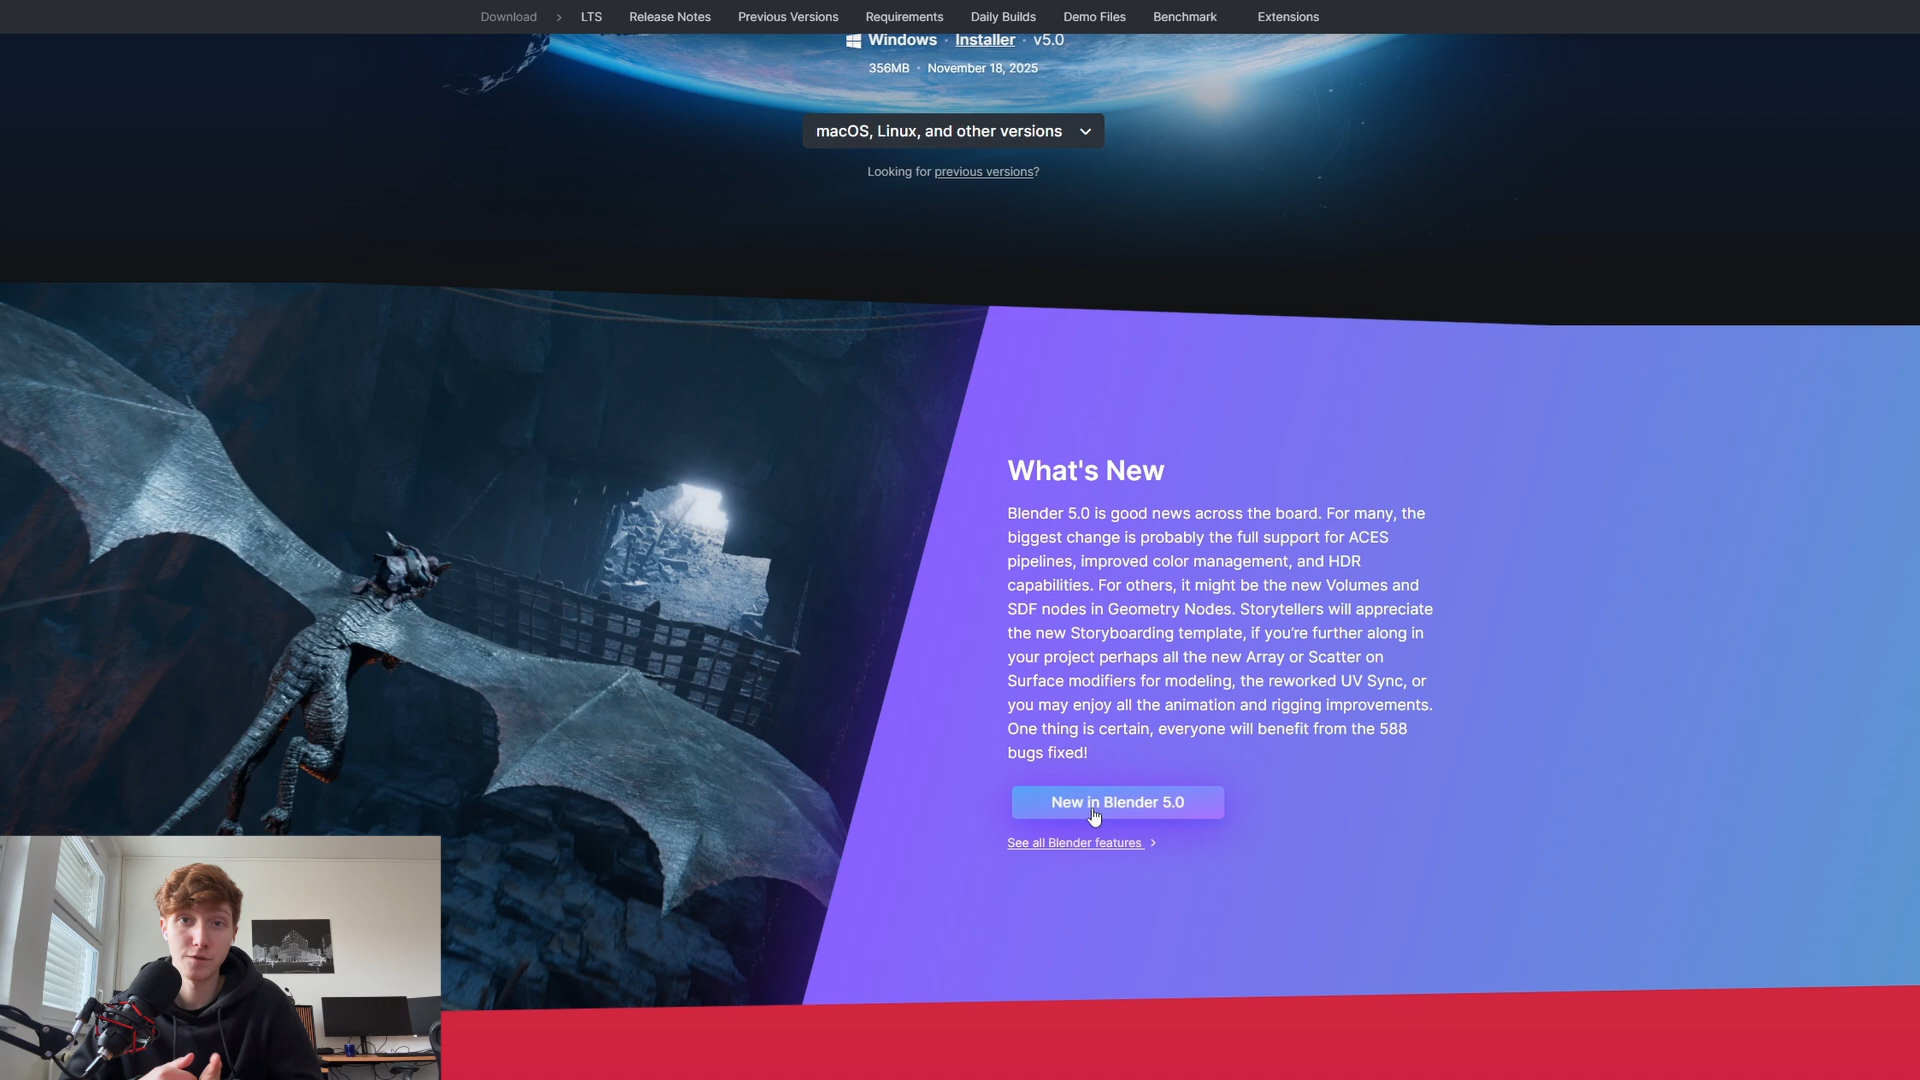 Download > LTS Release Notes Previous Versions Requirements Daily Builds Demo Files Benchmark Extensions
Windows · Installer · v5.0
356MB · November 18, 2025
macOS, Linux, and other versions
Looking for previous versions?
What's New
Blender 5.0 is good news across the board. For many, the
biggest change is probably the full support for ACES
pipelines, improved color management, and HDR
capabilities. For others, it might be the new Volumes and
SDF nodes in Geometry Nodes. Storytellers will appreciate
the new Storyboarding template, if you’re further along in
your project perhaps all the new Array or Scatter on
Surface modifiers for modeling, the reworked UV Sync, or
you may enjoy all the animation and rigging improvements.
One thing is certain, everyone will benefit from the 588
bugs fixed!
New in Blender 5.0
See all Blender features >